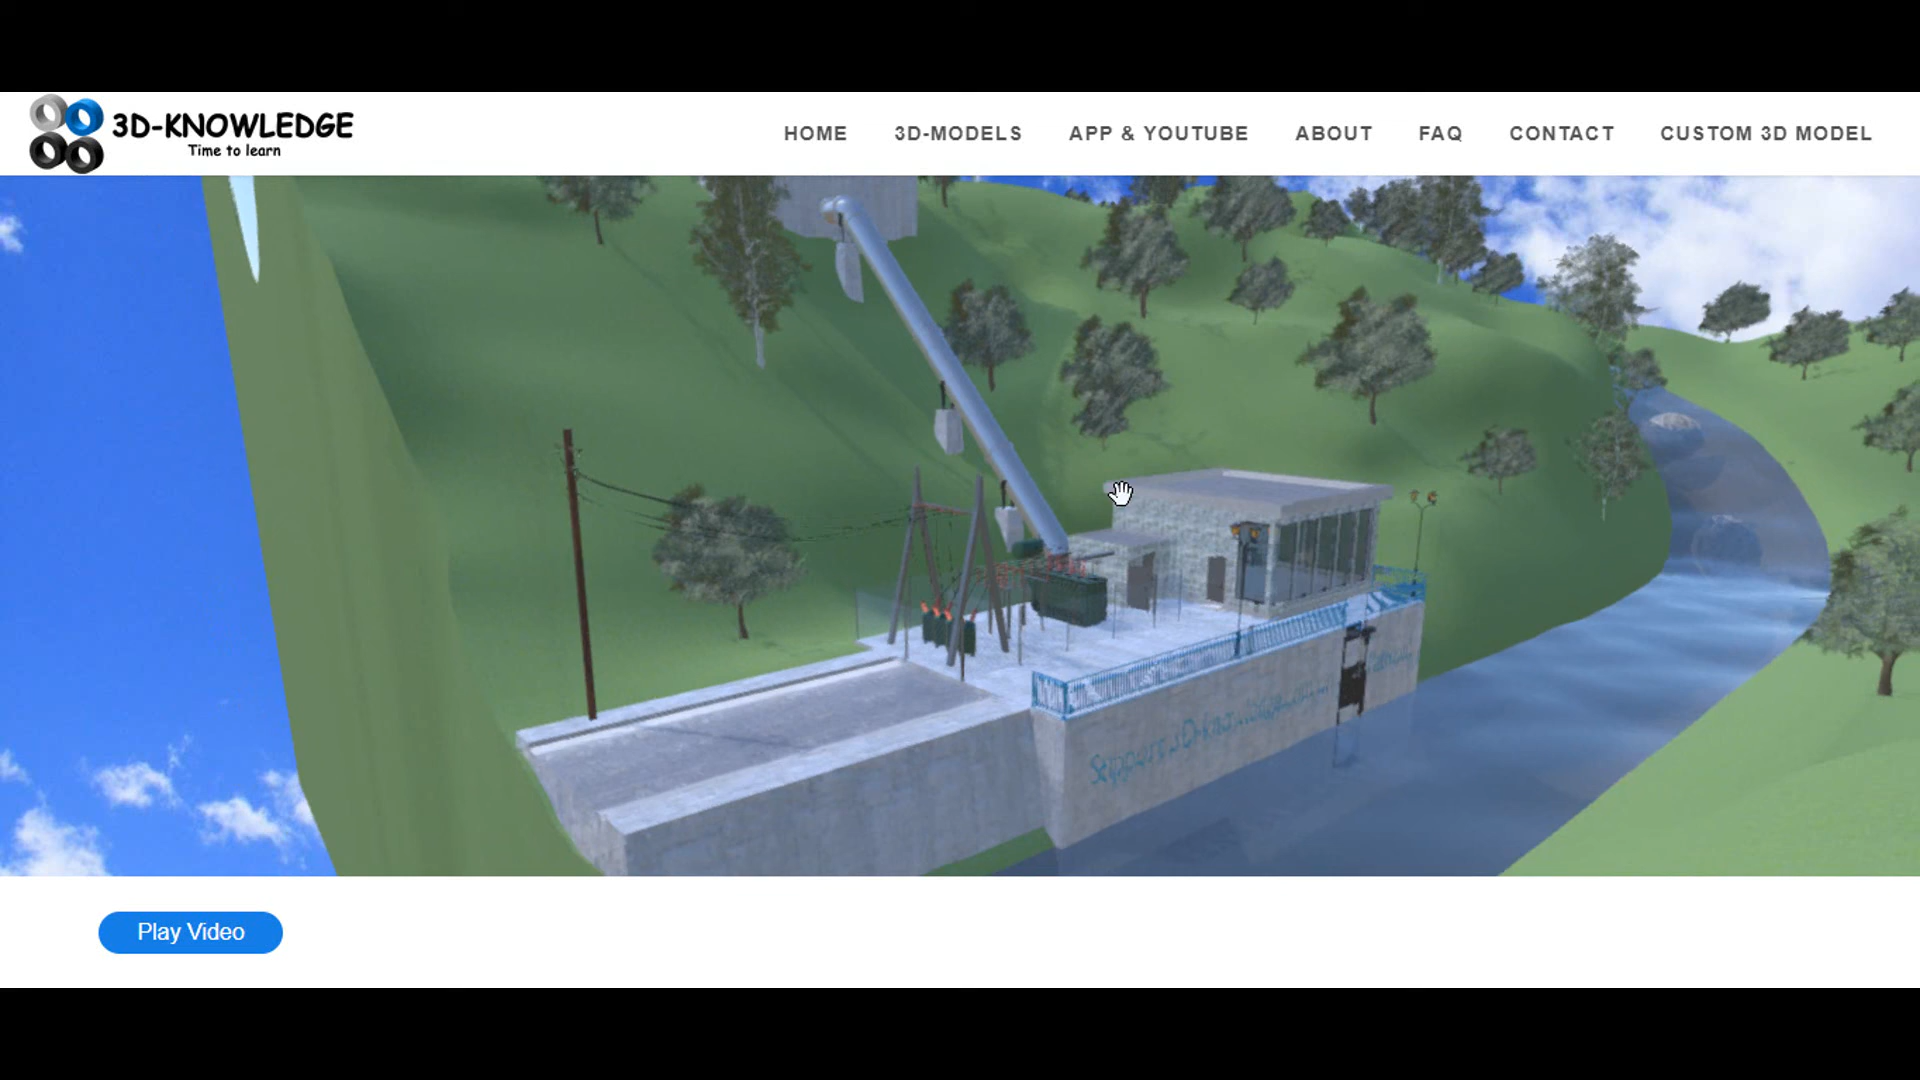 3D-KNOWLEDGE
Time to learn
HOME 3D-MODELS APP & YOUTUBE ABOUT FAQ CONTACT CUSTOM 3D MODEL
Play Video